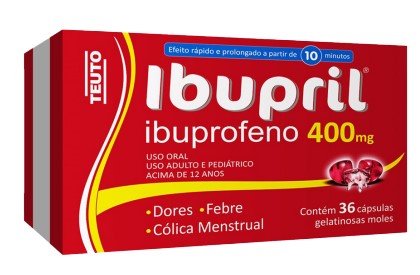 Efeito rápido e prolongado a partir de 10 minutos
TEUTO
Ibupril®
ibuprofeno 400mg
USO ORAL
USO ADULTO E PEDIÁTRICO
ACIMA DE 12 ANOS
•Dores •Febre
•Cólica Menstrual
Contém 36 cápsulas
gelatinosas moles